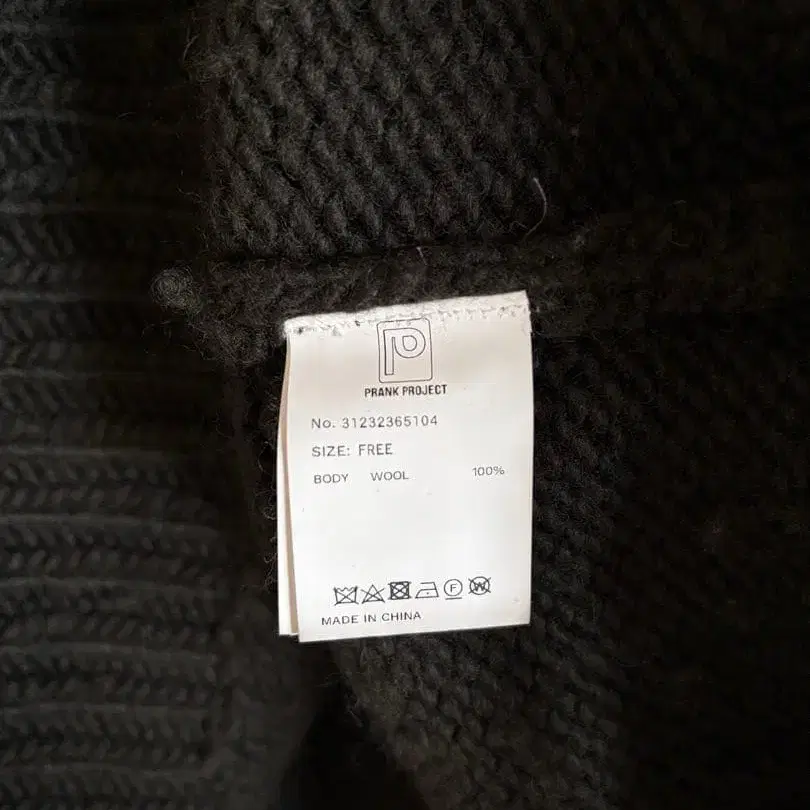 P
PRANK PROJECT
No. 31232365104
SIZE: FREE
BODY WOOL 100%
F W
MADE IN CHINA